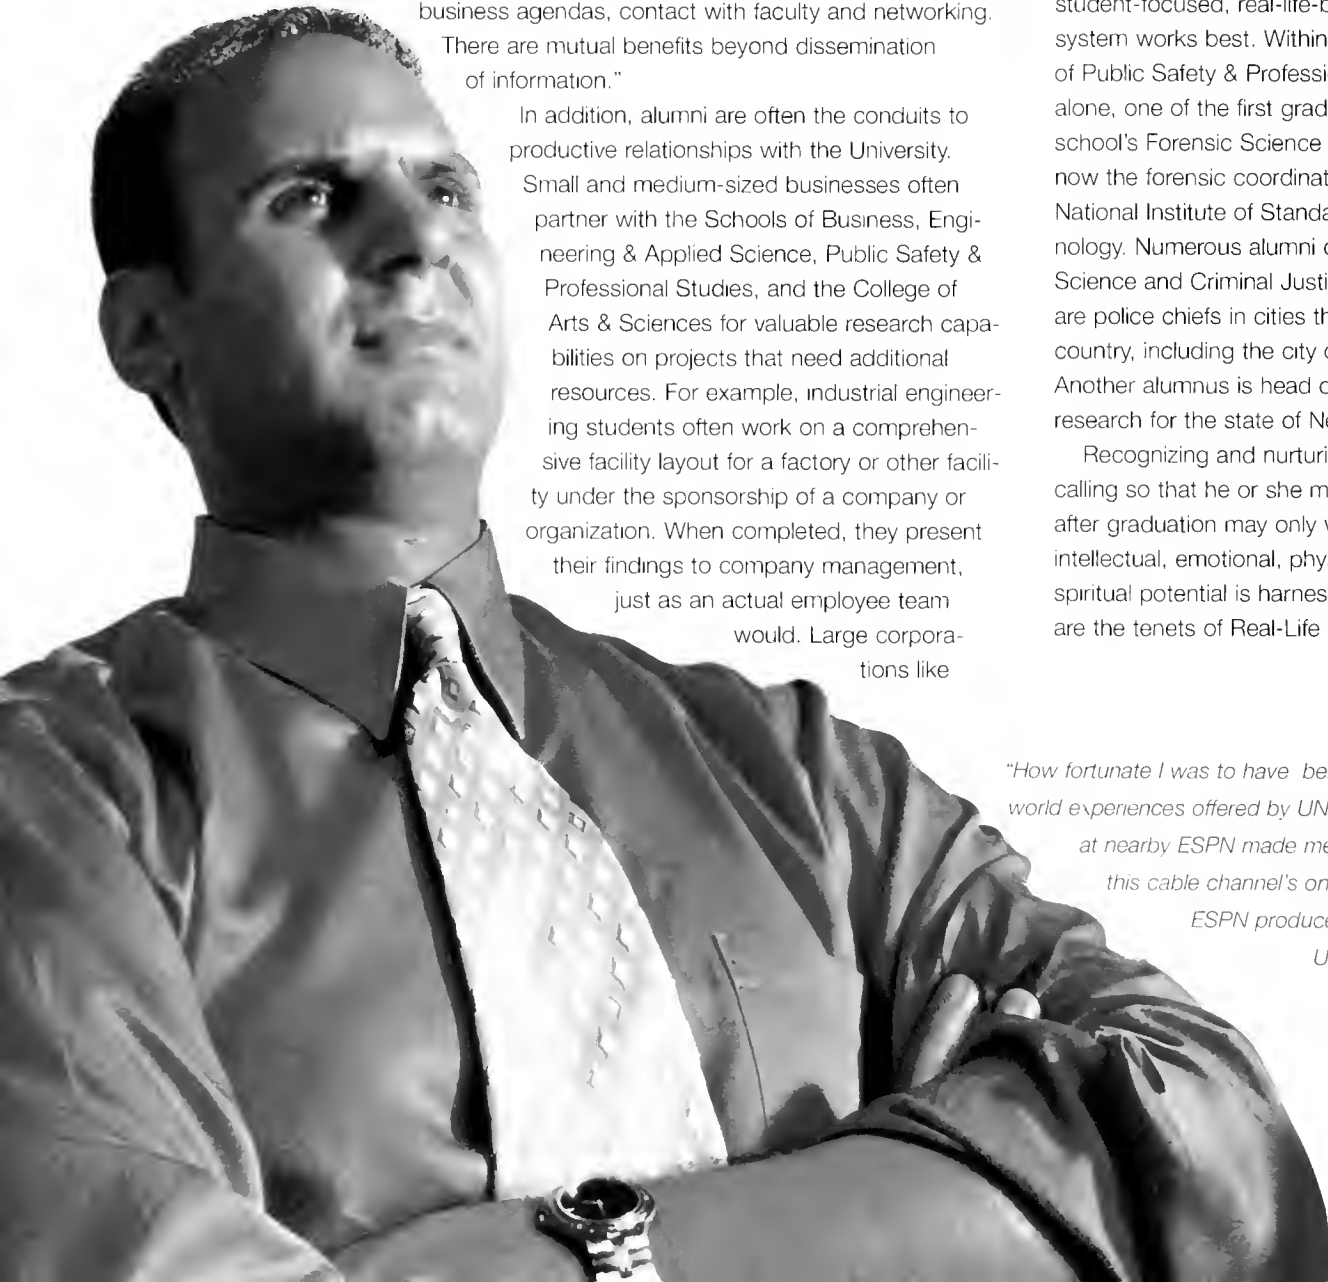 business agendas, contact with faculty and networking.
There are mutual benefits beyond dissemination
of information."
In addition, alumni are often the conduits to
productive relationships with the University.
Small and medium-sized businesses often
partner with the Schools of Business, Engi-
neering & Applied Science, Public Safety &
Professional Studies, and the College of
Arts & Sciences for valuable research capa-
bilities on projects that need additional
resources. For example, industrial engineer-
ing students often work on a comprehen-
sive facility layout for a factory or other facili-
ty under the sponsorship of a company or
organization. When completed, they present
their findings to company management,
just as an actual employee team
would. Large corpora-
tions like
student-focused, real-life-b
system works best. Within
of Public Safety & Professi
alone, one of the first grad
school's Forensic Science
now the forensic coordinat
National Institute of Standa
nology. Numerous alumni o
Science and Criminal Justi
are police chiefs in cities th
country, including the city o
Another alumnus is head o
research for the state of Ne
Recognizing and nurturi
calling so that he or she m
after graduation may only
intellectual, emotional, phy
spiritual potential is harnes
are the tenets of Real-Life
"How fortunate I was to have be
world experiences offered by UN
at nearby ESPN made me
this cable channel's on
ESPN produce
U